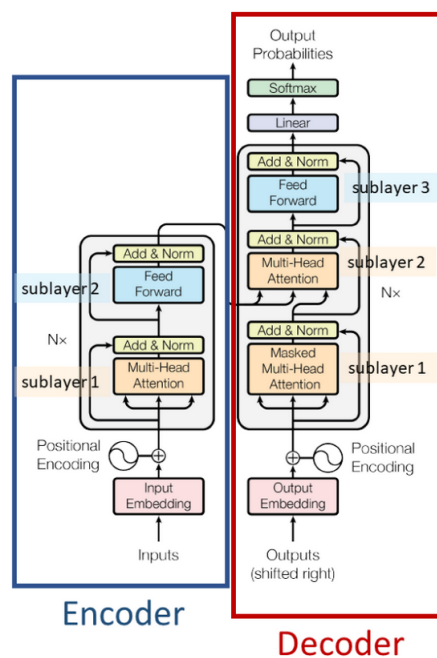 Output
Probabilities
Softmax
Linear
Add & Norm
Feed
Forward
sublayer 3
Add & Norm
Multi-Head
Attention
sublayer 2
N×
Add & Norm
Masked
Multi-Head
Attention
sublayer 1
Positional
Encoding
Output
Embedding
Outputs
(shifted right)
Add & Norm
Feed
Forward
sublayer 2
N×
Add & Norm
Multi-Head
Attention
sublayer 1
Positional
Encoding
Input
Embedding
Inputs
Encoder
Decoder